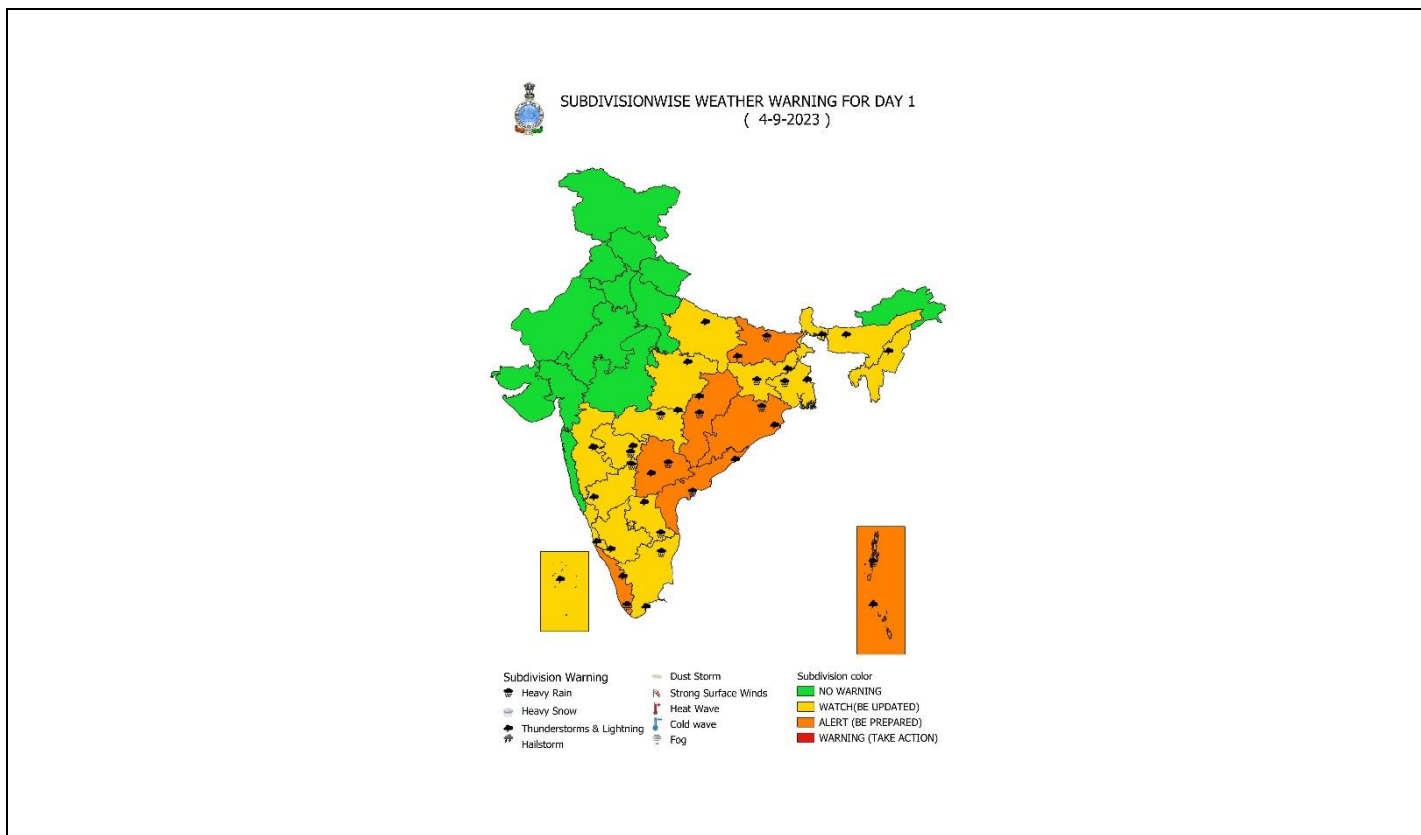 SUBDIVISIONWISE WEATHER WARNING FOR DAY 1
( 4-9-2023 )
Subdivision Warning
Heavy Rain
Heavy Snow
Thunderstorms & Lightning
Hailstorm
Dust Storm
Strong Surface Winds
Heat Wave
Cold wave
Fog
Subdivision color
NO WARNING
WATCH(BE UPDATED)
ALERT (BE PREPARED)
WARNING (TAKE ACTION)